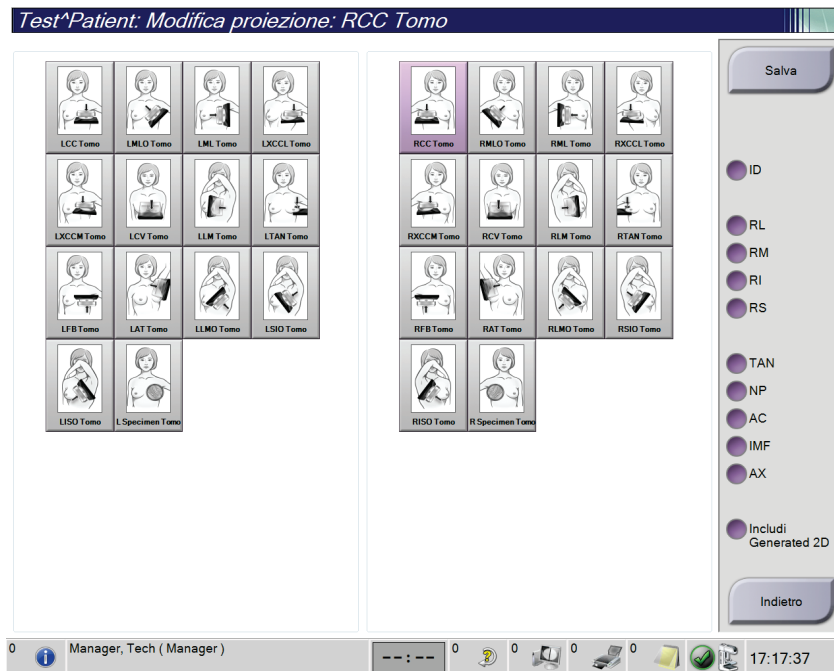 Test^Patient: Modifica proiezione: RCC Tomo
LCC Tomo
LMLO Tomo
LML Tomo
LXCCL Tomo
LXCCM Tomo
LCV Tomo
LLM Tomo
LTAN Tomo
LFB Tomo
LAT Tomo
LLMO Tomo
LSIO Tomo
LISO Tomo
L Specimen Tomo
RCC Tomo
RMLO Tomo
RML Tomo
RXCCL Tomo
RXCCM Tomo
RCV Tomo
RLM Tomo
RTAN Tomo
RFB Tomo
RAT Tomo
RLMO Tomo
RSIO Tomo
RISO Tomo
R Specimen Tomo
Salva
ID
RL
RM
RI
RS
TAN
NP
AC
IMF
AX
Includi
Generated 2D
Indietro
0
Manager, Tech ( Manager )
--:--
0
0
0
0
17:17:37